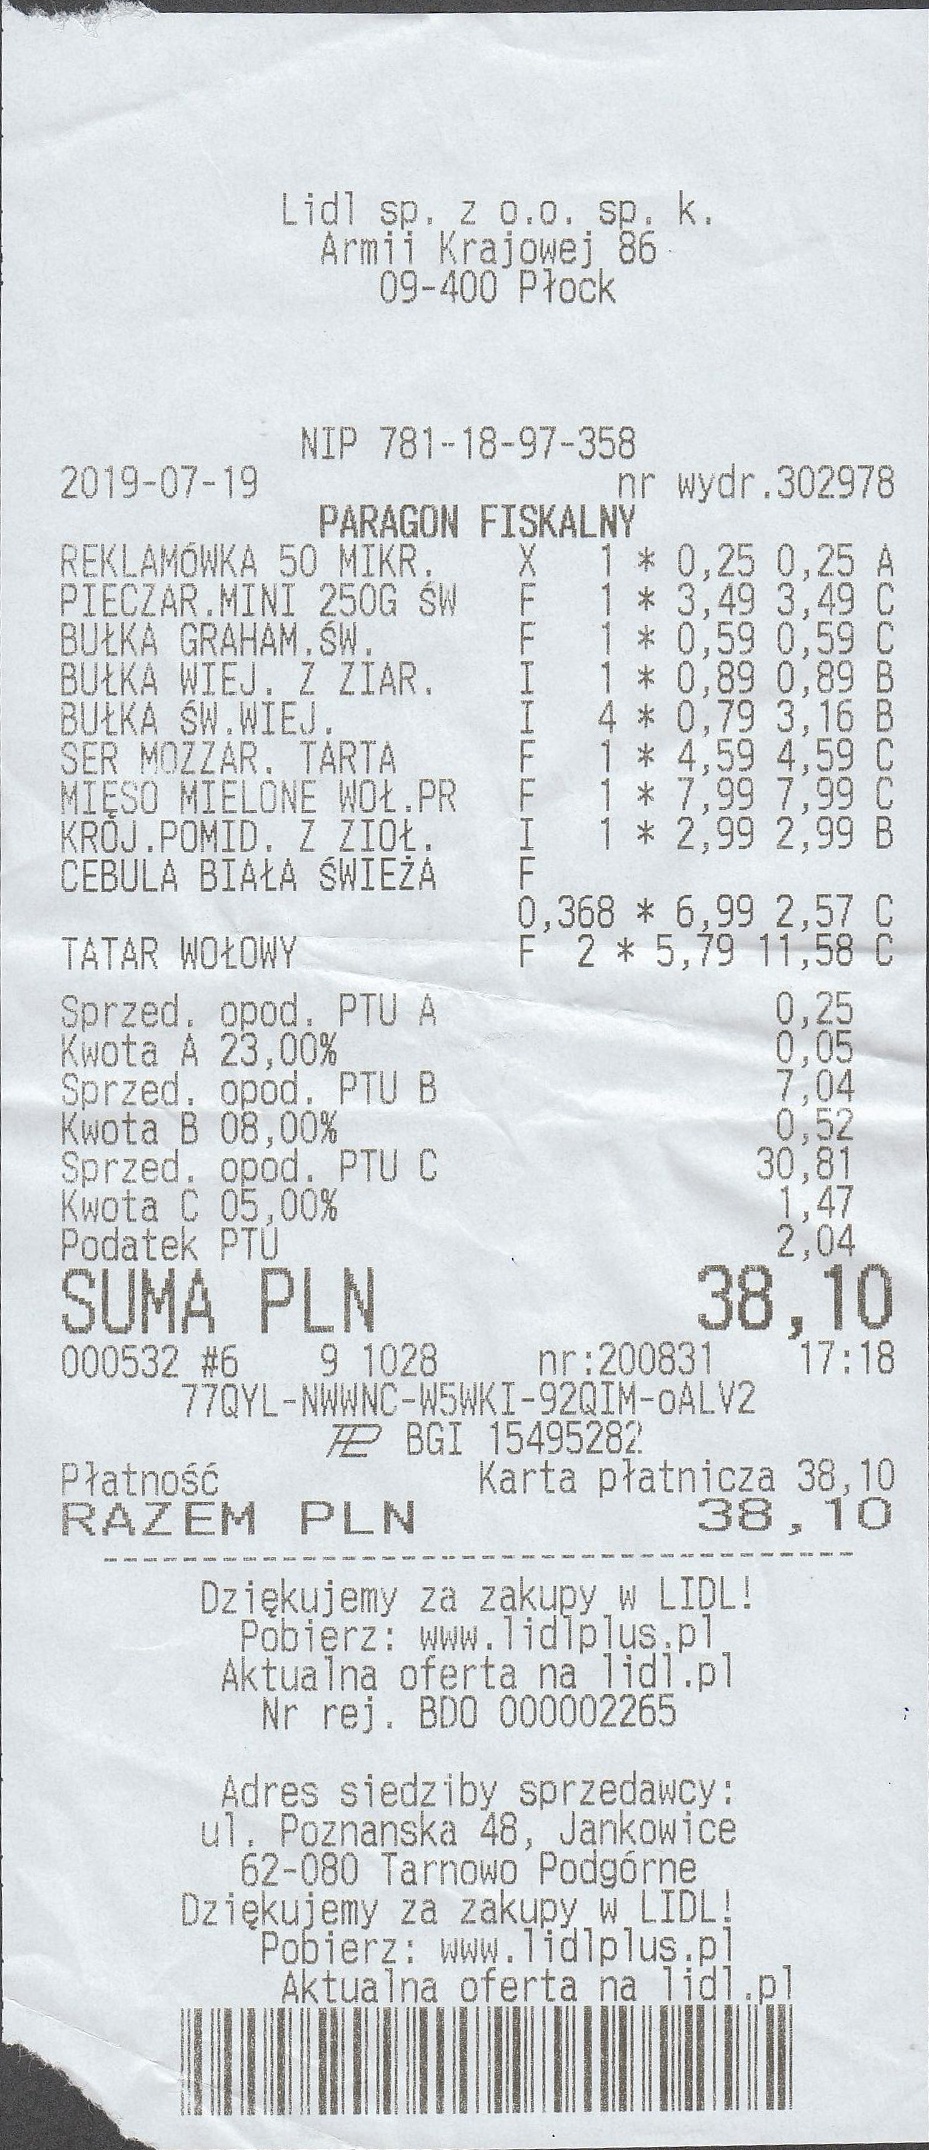 Lidl sp. z o.o. sp. k.
Armii Krajowej 86
09-400 Płock
NIP 781-18-97-358
2019-07-19 nr wydr.302978
PARAGON FISKALNY
REKLAMÓWKA 50 MIKR. X 1 * 0,25 0,25 A
PIECZAR.MINI 250G ŚW F 1 * 3,49 3,49 C
BUŁKA GRAHAM.ŚW. F 1 * 0,59 0,59 C
BUŁKA WIEJ. Z ZIAR. I 1 * 0,89 0,89 B
BUŁKA ŚW.WIEJ. I 4 * 0,79 3,16 B
SER MOZZAR. TARTA F 1 * 4,59 4,59 C
MIĘSO MIELONE WOŁ.PR F 1 * 7,99 7,99 C
KRÓJ.POMID. Z ZIOŁ. I 1 * 2,99 2,99 B
CEBULA BIAŁA ŚWIEŻA F
0,368 * 6,99 2,57 C
TATAR WOŁOWY F 2 * 5,79 11,58 C
Sprzed. opod. PTU A 0,25
Kwota A 23,00% 0,05
Sprzed. opod. PTU B 7,04
Kwota B 08,00% 0,52
Sprzed. opod. PTU C 30,81
Kwota C 05,00% 1,47
Podatek PTU 2,04
SUMA PLN 38,10
000532 #6 9 1028 nr:200831 17:18
77QYL-NWWNC-W5WKI-92QIM-oALV2
BGI 15495282
Płatność Karta płatnicza 38,10
RAZEM PLN 38,10
Dziękujemy za zakupy w LIDL!
Pobierz: www.lidlplus.pl
Aktualna oferta na lidl.pl
Nr rej. BDO 000002265
Adres siedziby sprzedawcy:
ul. Poznanska 48, Jankowice
62-080 Tarnowo Podgórne
Dziękujemy za zakupy w LIDL!
Pobierz: www.lidlplus.pl
Aktualna oferta na lidl.pl